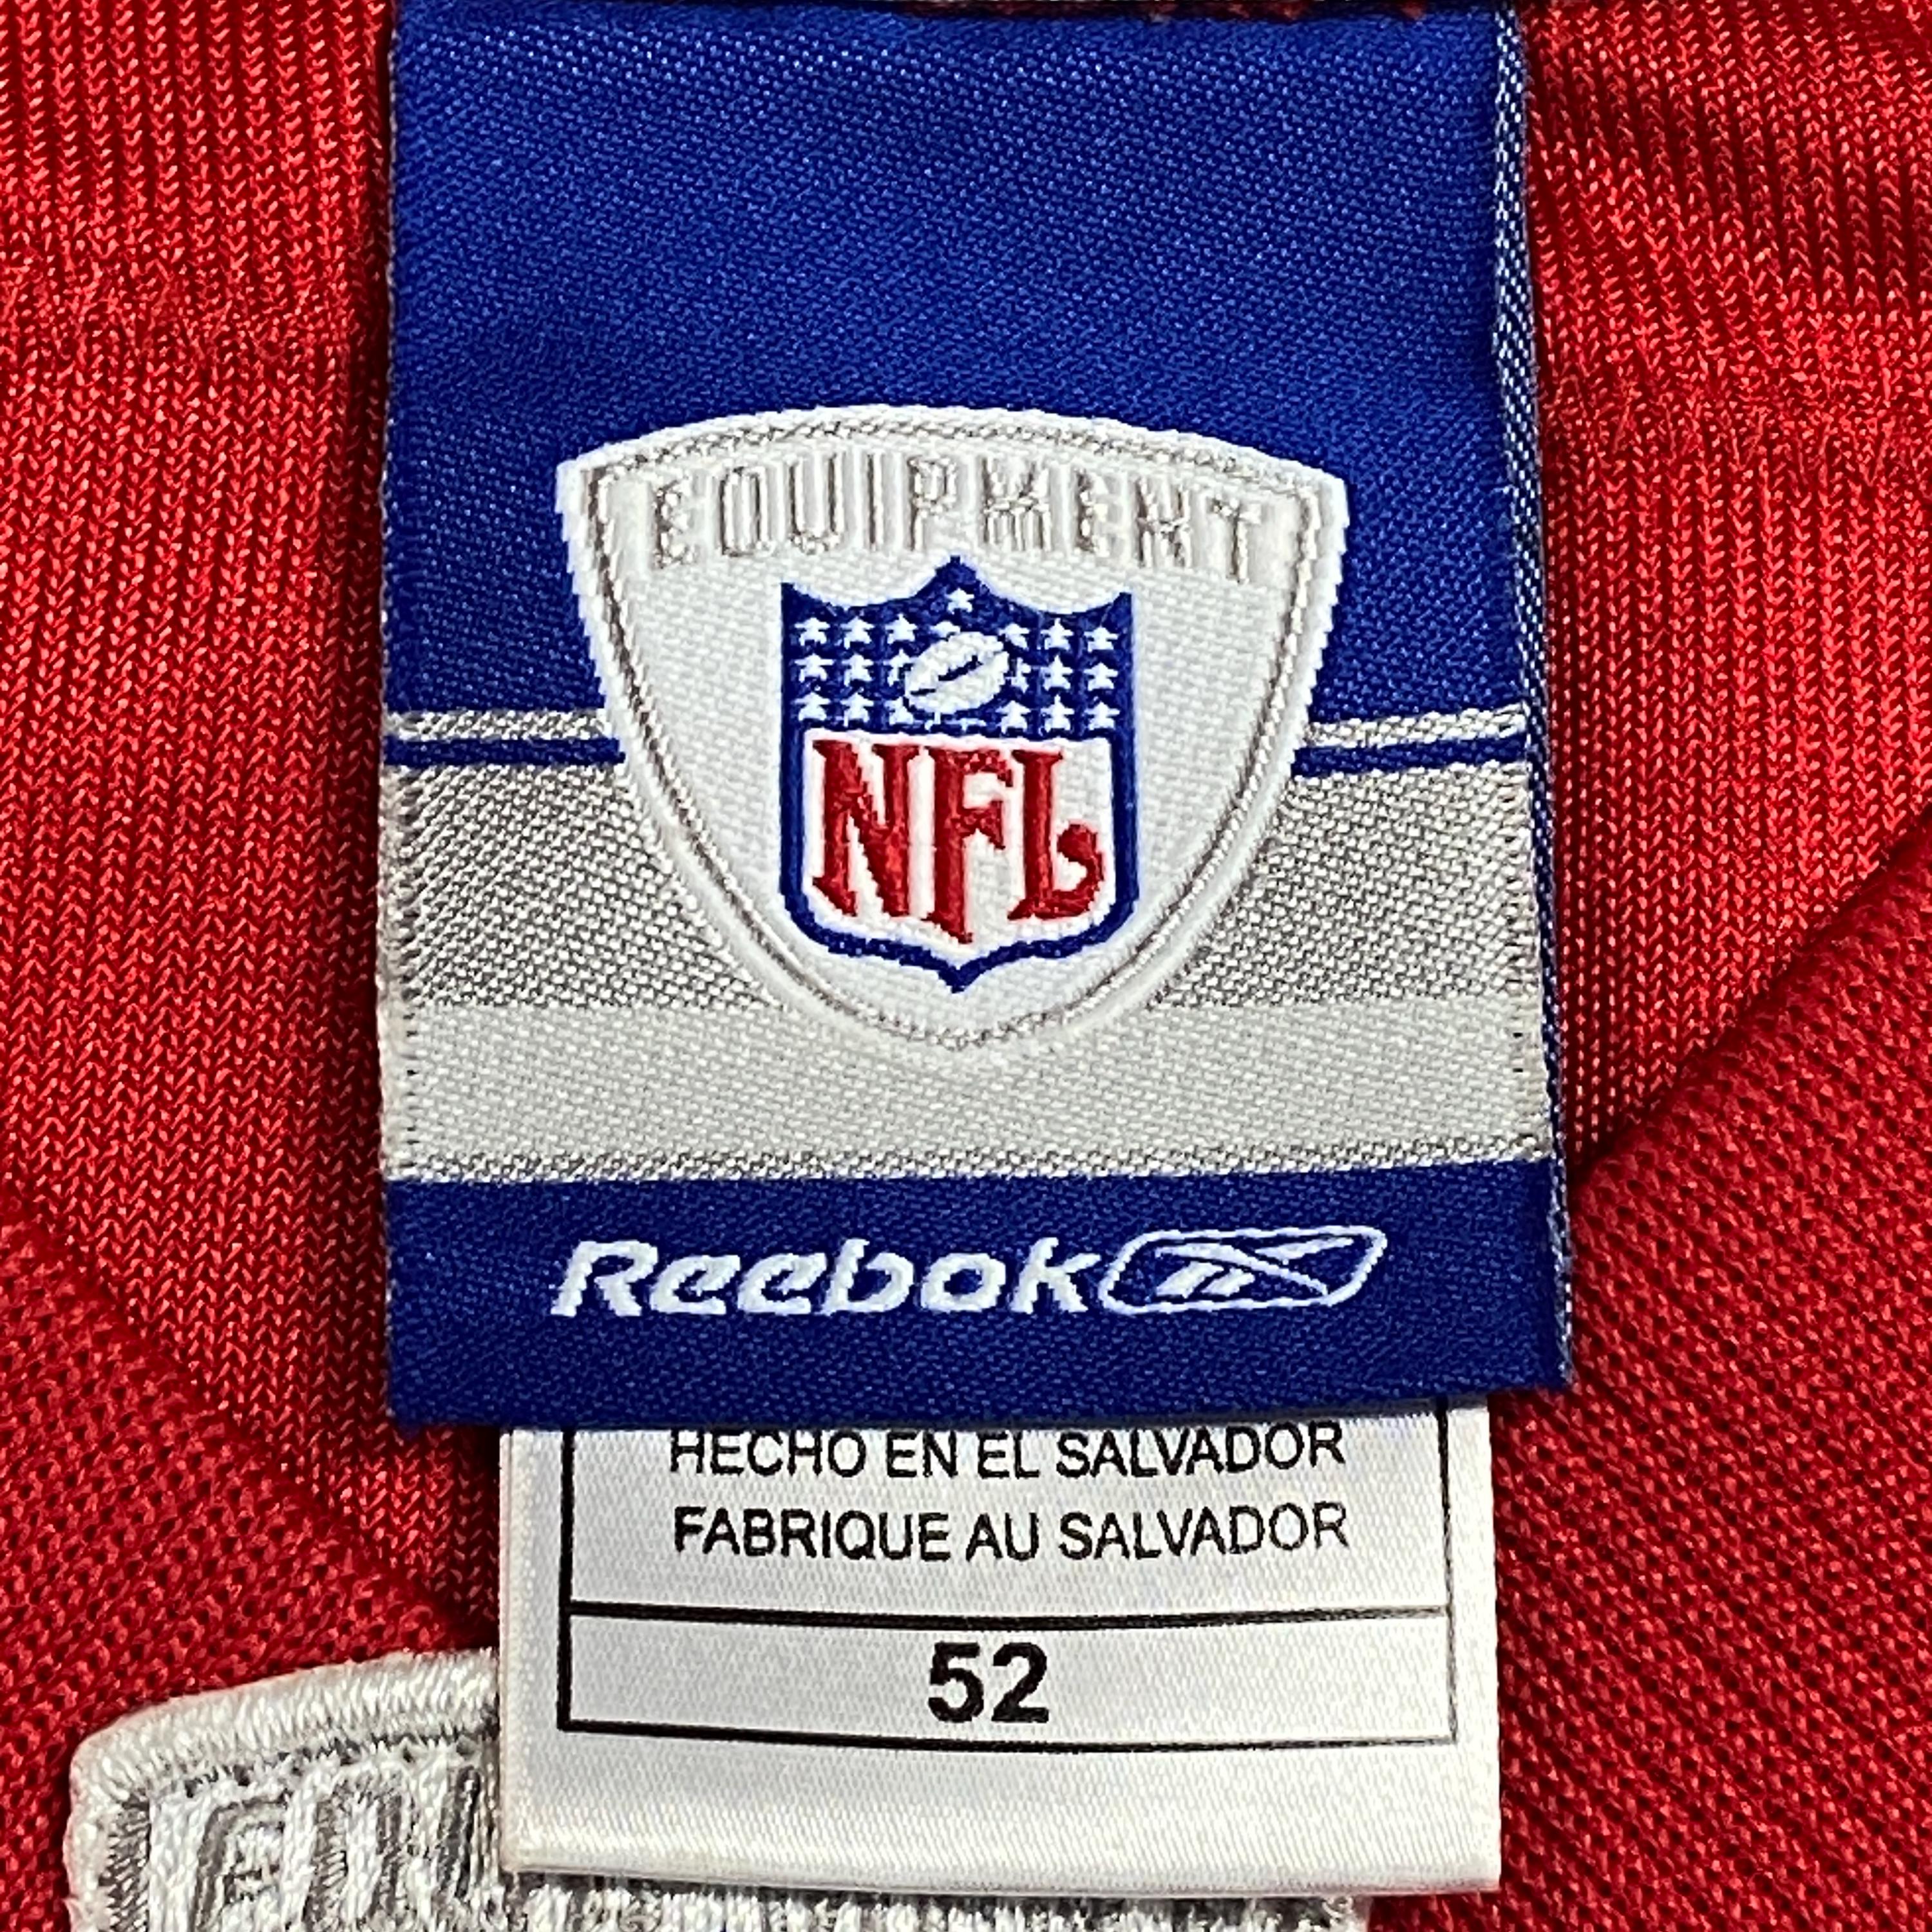 EQUIPMENT
NFL
Reebok
HECHO EN EL SALVADOR
FABRIQUE AU SALVADOR
52